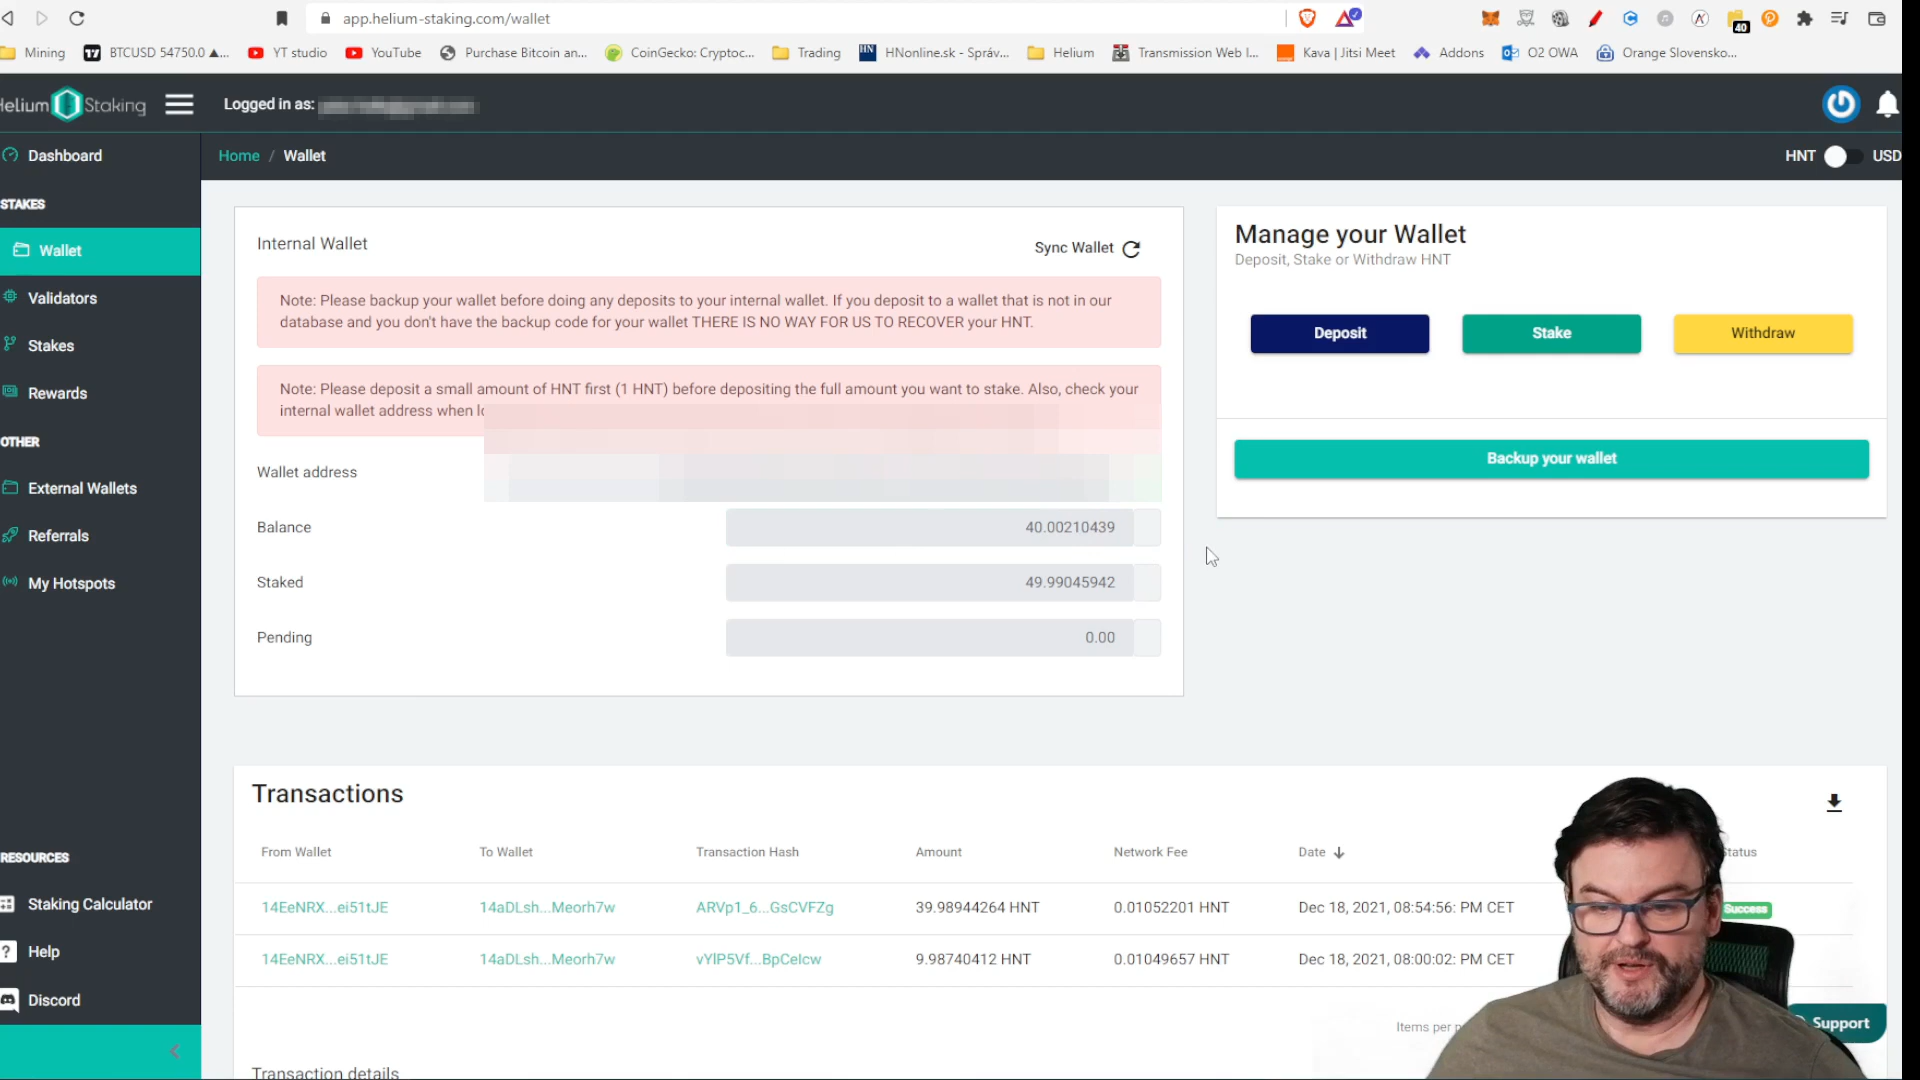 app.helium-staking.com/wallet
40
Mining
BTCUSD 54750.0 ▲...
YT studio
YouTube
Purchase Bitcoin an...
CoinGecko: Cryptoc...
Trading
HNonline.sk - Správ...
Helium
Transmission Web I...
Kava | Jitsi Meet
Addons
O2 OWA
Orange Slovensko...
Helium Staking
Logged in as:
Dashboard
Home / Wallet
HNT
USD
STAKES
Wallet
Validators
Stakes
Rewards
OTHER
External Wallets
Referrals
My Hotspots
RESOURCES
Staking Calculator
Help
Discord
Internal Wallet
Sync Wallet
Note: Please backup your wallet before doing any deposits to your internal wallet. If you deposit to a wallet that is not in our
database and you don't have the backup code for your wallet THERE IS NO WAY FOR US TO RECOVER your HNT.
Note: Please deposit a small amount of HNT first (1 HNT) before depositing the full amount you want to stake. Also, check your
internal wallet address when
Wallet address
Balance
40.00210439
Staked
49.99045942
Pending
0.00
Manage your Wallet
Deposit, Stake or Withdraw HNT
Deposit
Stake
Withdraw
Backup your wallet
Transactions
From Wallet To Wallet Transaction Hash Amount Network Fee Date Status
14EeNRX...ei51tJE 14aDLsh...Meorh7w ARVp1_6...GsCVFZg 39.98944264 HNT 0.01052201 HNT Dec 18, 2021, 08:54:56: PM CET Success
14EeNRX...ei51tJE 14aDLsh...Meorh7w vYlP5Vf...BpCelcw 9.98740412 HNT 0.01049657 HNT Dec 18, 2021, 08:00:02: PM CET
Items per
Support
Transaction details